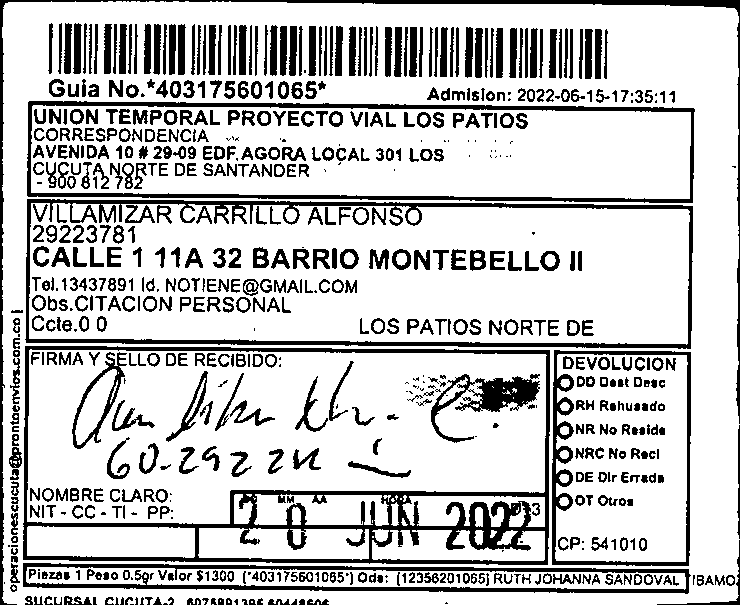 Guia No.*403175601065*
Admision: 2022-06-15-17:35:11
UNION TEMPORAL PROYECTO VIAL LOS PATIOS
CORRESPONDENCIA
AVENIDA 10 # 29-09 EDF.AGORA LOCAL 301 LOS
CUCUTA NORTE DE SANTANDER
- 900 812 782
VILLAMIZAR CARRILLO ALFONSO
29223781
CALLE 1 11A 32 BARRIO MONTEBELLO II
Tel.13437891 Id. NOTIENE@GMAIL.COM
Obs.CITACION PERSONAL
Ccte.0 0
LOS PATIOS NORTE DE
operacionescucuta@prontoenvios.com.co
FIRMA Y SELLO DE RECIBIDO:
DEVOLUCION
DD Dest Desc
RH Rehusado
NR No Reside
NRC No Recl
DE Dir Errada
OT Otros
NOMBRE CLARO:
NIT - CC - TI - PP:
MM AA HORA
20 JUN 2022
CP: 541010
Piezas 1 Peso 0.5gr Valor $1300 (*403175601065*) Ods: (12356201065) RUTH JOHANNA SANDOVAL TIBAMO
SUCURSAL CUCUTA-2